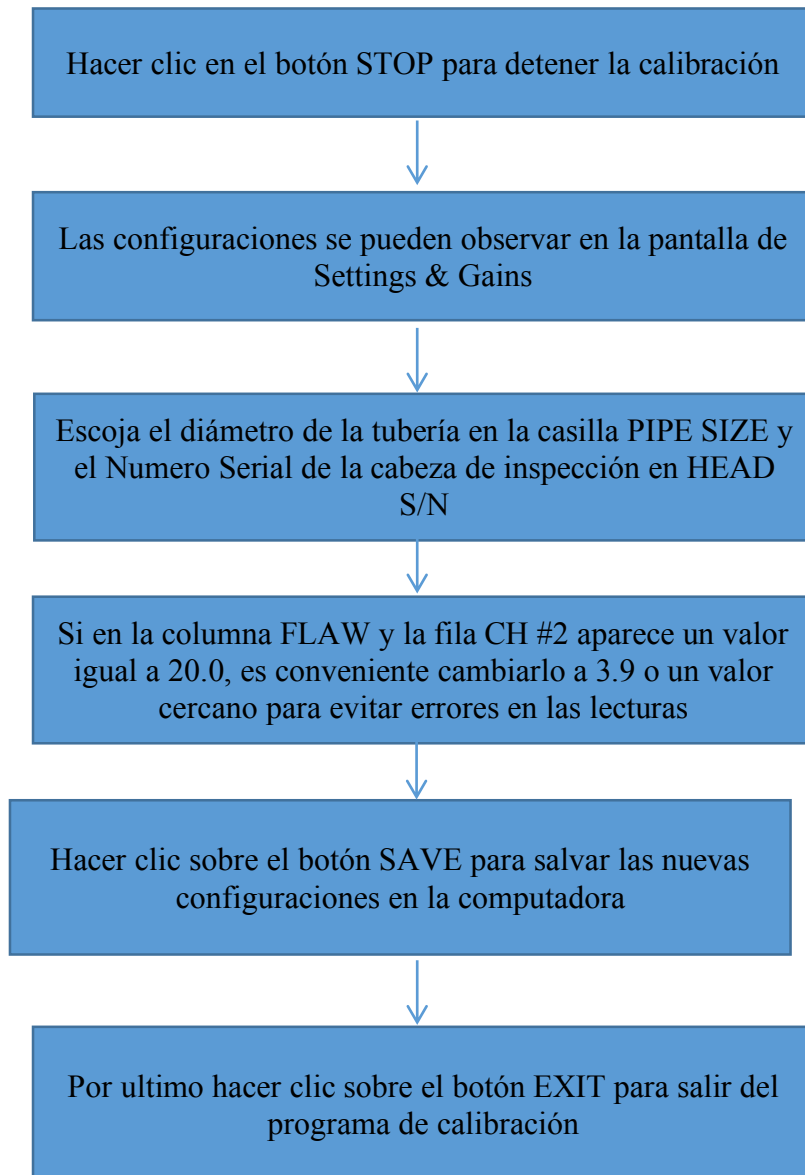 Hacer clic en el botón STOP para detener la calibración
Las configuraciones se pueden observar en la pantalla de
Settings & Gains
Escoja el diámetro de la tubería en la casilla PIPE SIZE y
el Numero Serial de la cabeza de inspección en HEAD
S/N
Si en la columna FLAW y la fila CH #2 aparece un valor
igual a 20.0, es conveniente cambiarlo a 3.9 o un valor
cercano para evitar errores en las lecturas
Hacer clic sobre el botón SAVE para salvar las nuevas
configuraciones en la computadora
Por ultimo hacer clic sobre el botón EXIT para salir del
programa de calibración